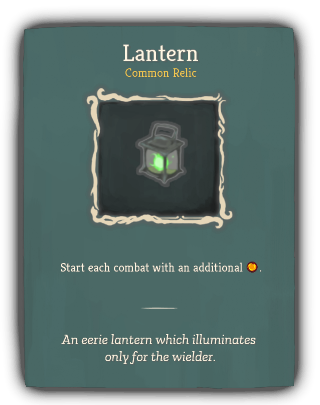 Lantern
Common Relic
Start each combat with an additional .
An eerie lantern which illuminates
only for the wielder.